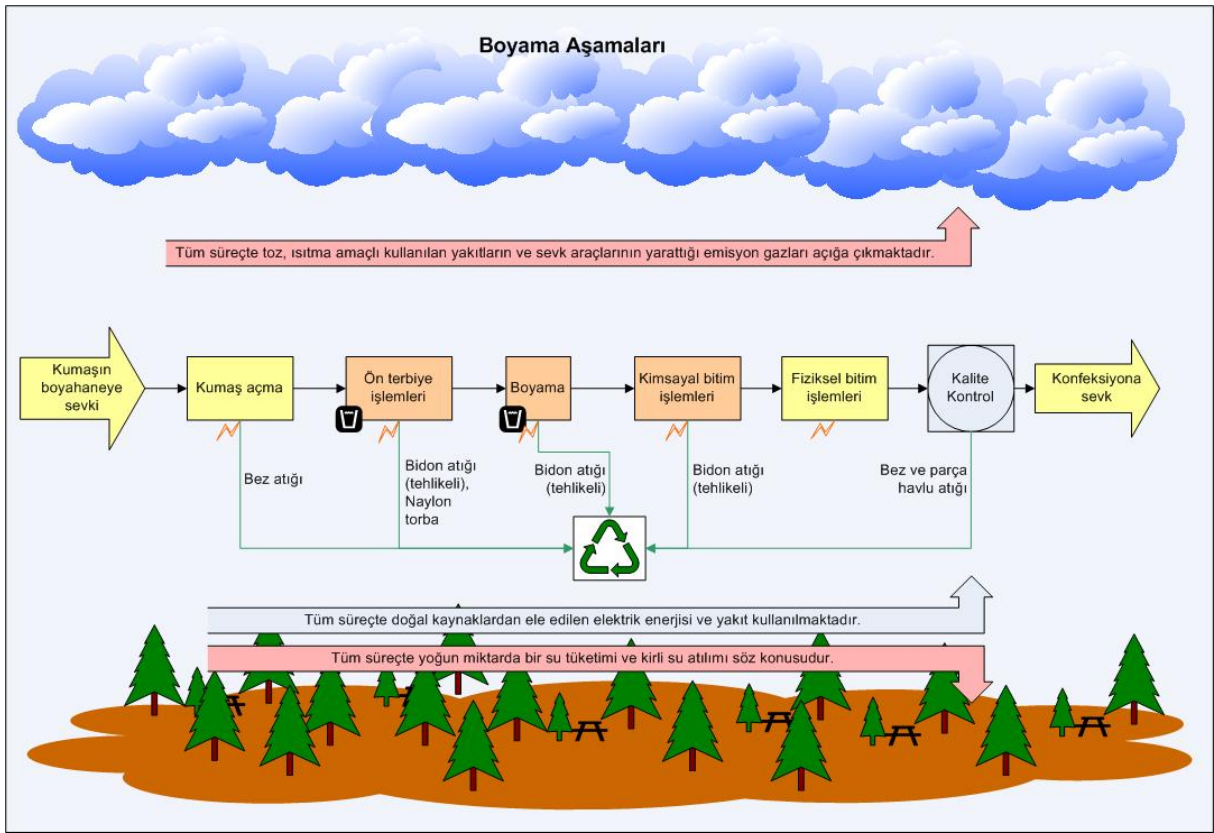 Boyama Aşamaları
Tüm süreçte toz, ısıtma amaçlı kullanılan yakıtların ve sevk araçlarının yarattığı emisyon gazları açığa çıkmaktadır.
Kumaşın
boyahaneye
sevki
Kumaş açma
Ön terbiye
işlemleri
Boyama
Kimsayal bitim
işlemleri
Fiziksel bitim
işlemleri
Kalite
Kontrol
Konfeksiyona
sevk
Bez atığı
Bidon atığı
(tehlikeli),
Naylon
torba
Bidon atığı
(tehlikeli)
Bidon atığı
(tehlikeli)
Bez ve parça
havlu atığı
Tüm süreçte doğal kaynaklardan ele edilen elektrik enerjisi ve yakıt kullanılmaktadır.
Tüm süreçte yoğun miktarda bir su tüketimi ve kirli su atılımı söz konusudur.